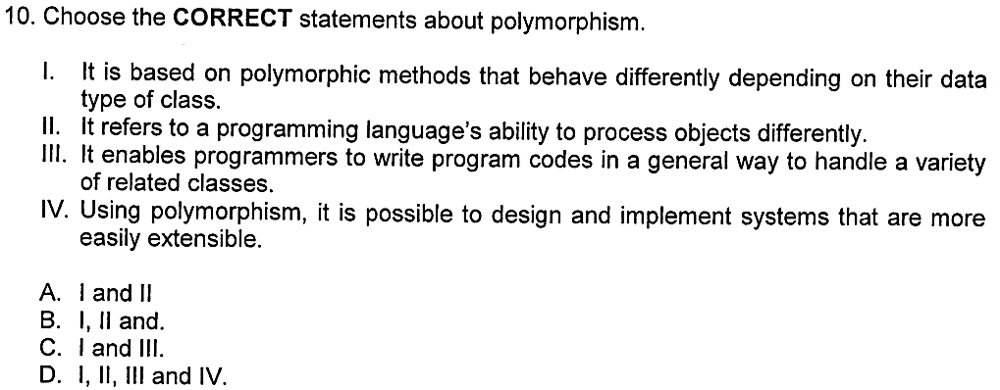 10. Choose the CORRECT statements about polymorphism.
I. It is based on polymorphic methods that behave differently depending on their data
type of class.
II. It refers to a programming language's ability to process objects differently.
III. It enables programmers to write program codes in a general way to handle a variety
of related classes.
IV. Using polymorphism, it is possible to design and implement systems that are more
easily extensible.
A. I and II
B. I, II and.
C. I and III.
D. I, II, III and IV.